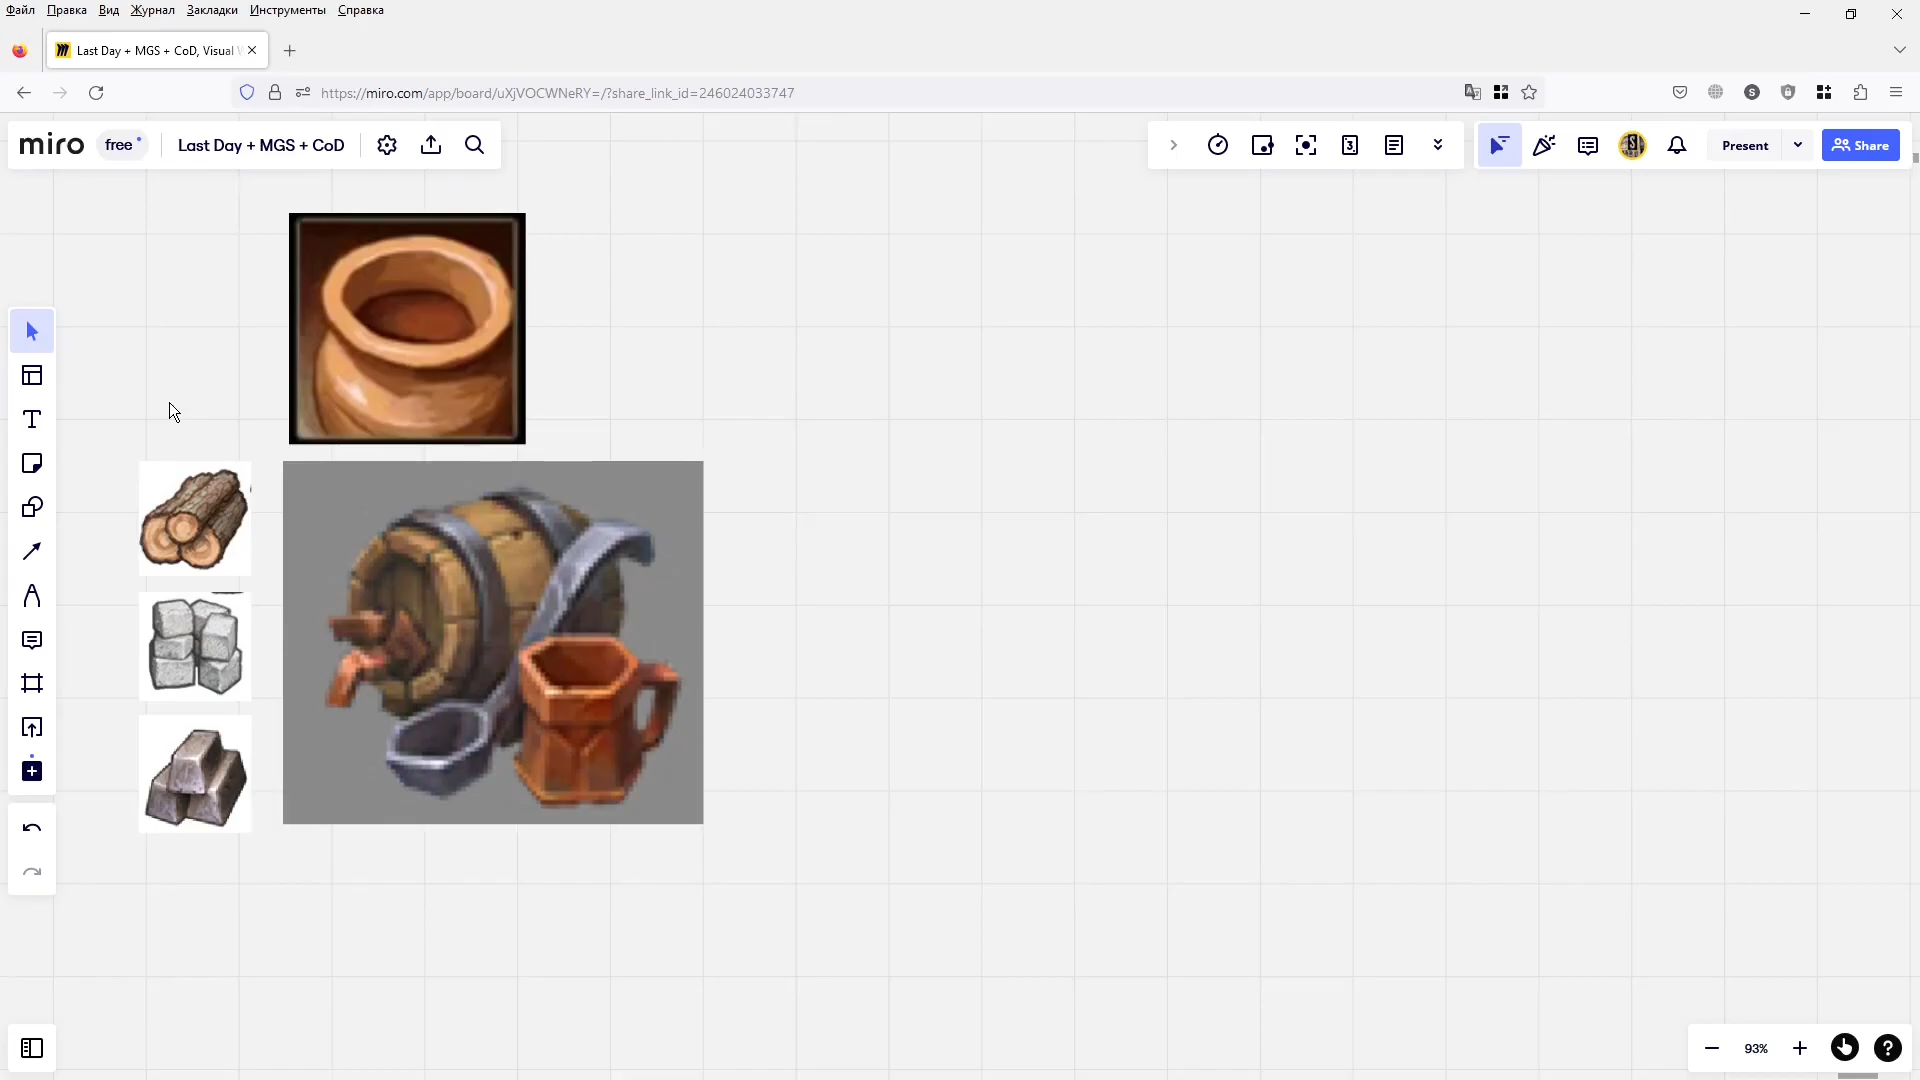 Файл Правка Вид Журнал Закладки Инструменты Справка
Last Day + MGS + CoD, Visual
https://miro.com/app/board/uXjVOCWNeRY=/?share_link_id=246024033747
miro free Last Day + MGS + CoD
3
Present
Share
93%
?